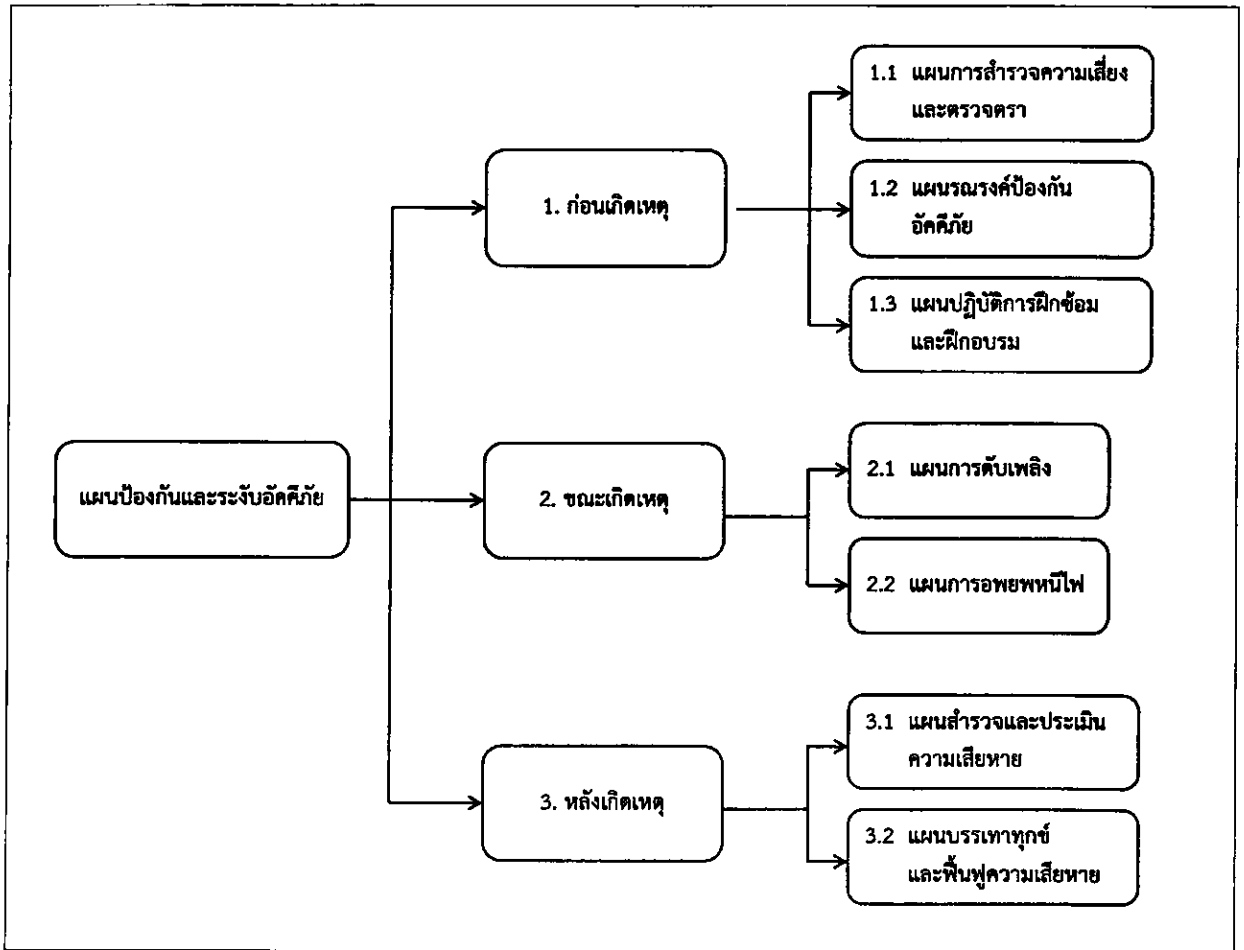 แผนป้องกันและระงับอัคคีภัย
1. ก่อนเกิดเหตุ
1.1 แผนการสำรวจความเสี่ยง
และตรวจตรา
1.2 แผนรณรงค์ป้องกัน
อัคคีภัย
1.3 แผนปฏิบัติการฝึกซ้อม
และฝึกอบรม
2. ขณะเกิดเหตุ
2.1 แผนการดับเพลิง
2.2 แผนการอพยพหนีไฟ
3. หลังเกิดเหตุ
3.1 แผนสำรวจและประเมิน
ความเสียหาย
3.2 แผนบรรเทาทุกข์
และฟื้นฟูความเสียหาย